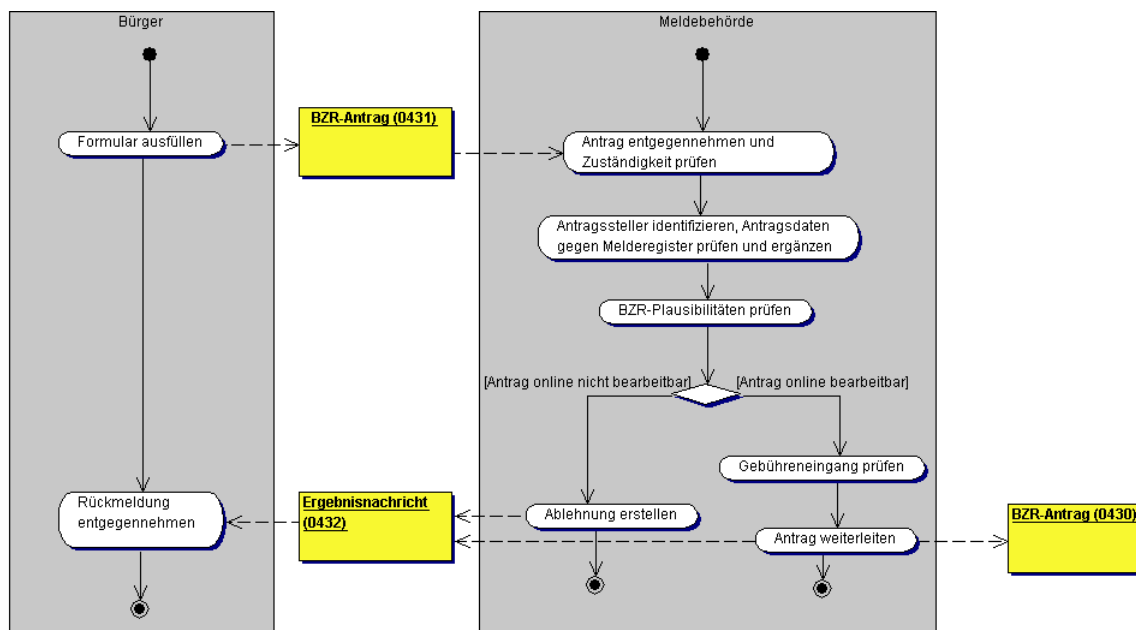 Bürger
Meldebehörde
BZR-Antrag (0431)
Formular ausfüllen
Antrag entgegennehmen und
Zuständigkeit prüfen
Antragssteller identifizieren, Antragsdaten
gegen Melderegister prüfen und ergänzen
BZR-Plausibilitäten prüfen
[Antrag online nicht bearbeitbar]
[Antrag online bearbeitbar]
Gebühreneingang prüfen
Rückmeldung
entgegennehmen
Ergebnisnachricht
(0432)
Ablehnung erstellen
Antrag weiterleiten
BZR-Antrag (0430)